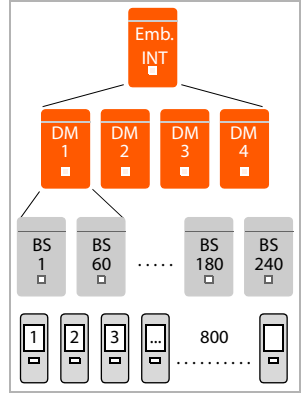 Emb.
INT
DM DM DM DM
1 2 3 4
BS BS BS BS
1 60 ..... 180 240
1 2 3 ... 800
..........